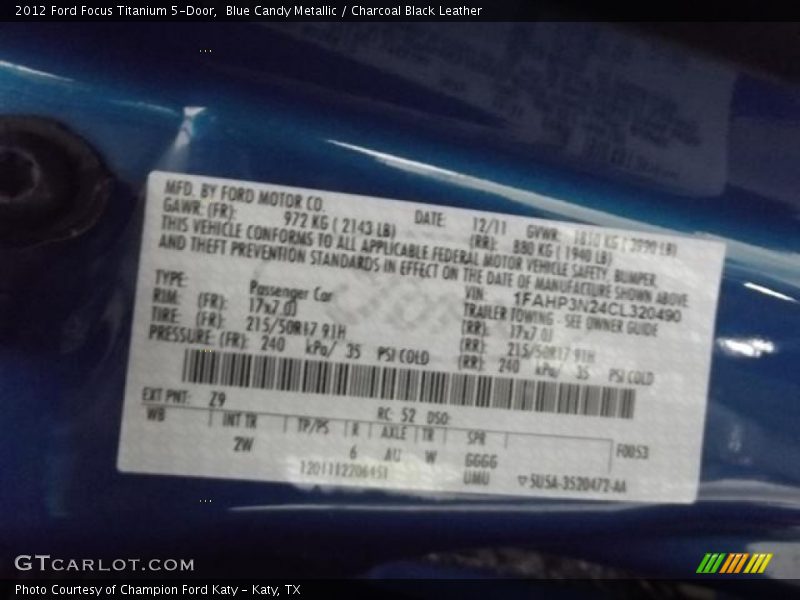 2012 Ford Focus Titanium 5-Door,  Blue Candy Metallic / Charcoal Black Leather
MFD. BY FORD MOTOR CO.
DATE: 12/11 GVWR: 1810 KG ( 3990 LB)
GAWR: (FR): 972 KG ( 2143 LB) (RR): 880 KG ( 1940 LB)
THIS VEHICLE CONFORMS TO ALL APPLICABLE FEDERAL MOTOR VEHICLE SAFETY, BUMPER,
AND THEFT PREVENTION STANDARDS IN EFFECT ON THE DATE OF MANUFACTURE SHOWN ABOVE.
VIN: 1FAHP3N24CL320490
TYPE: Passenger Car TRAILER TOWING - SEE OWNER GUIDE
RIM: (FR): 17x7.0J (RR): 17x7.0J
TIRE: (FR): 215/50R17 91H (RR): 215/50R17 91H
PRESSURE: (FR): 240 kPa/ 35 PSI COLD (RR): 240 kPa/ 35 PSI COLD
EXT PNT: Z9 RC: 52 DSO:
WB INT TR TP/PS R AXLE TR SPR F0053
2W 6 AU W GGGG
1201112206451 UMU ▽5U5A-3520472-AA
GTCARLOT.COM
Photo Courtesy of Champion Ford Katy - Katy, TX